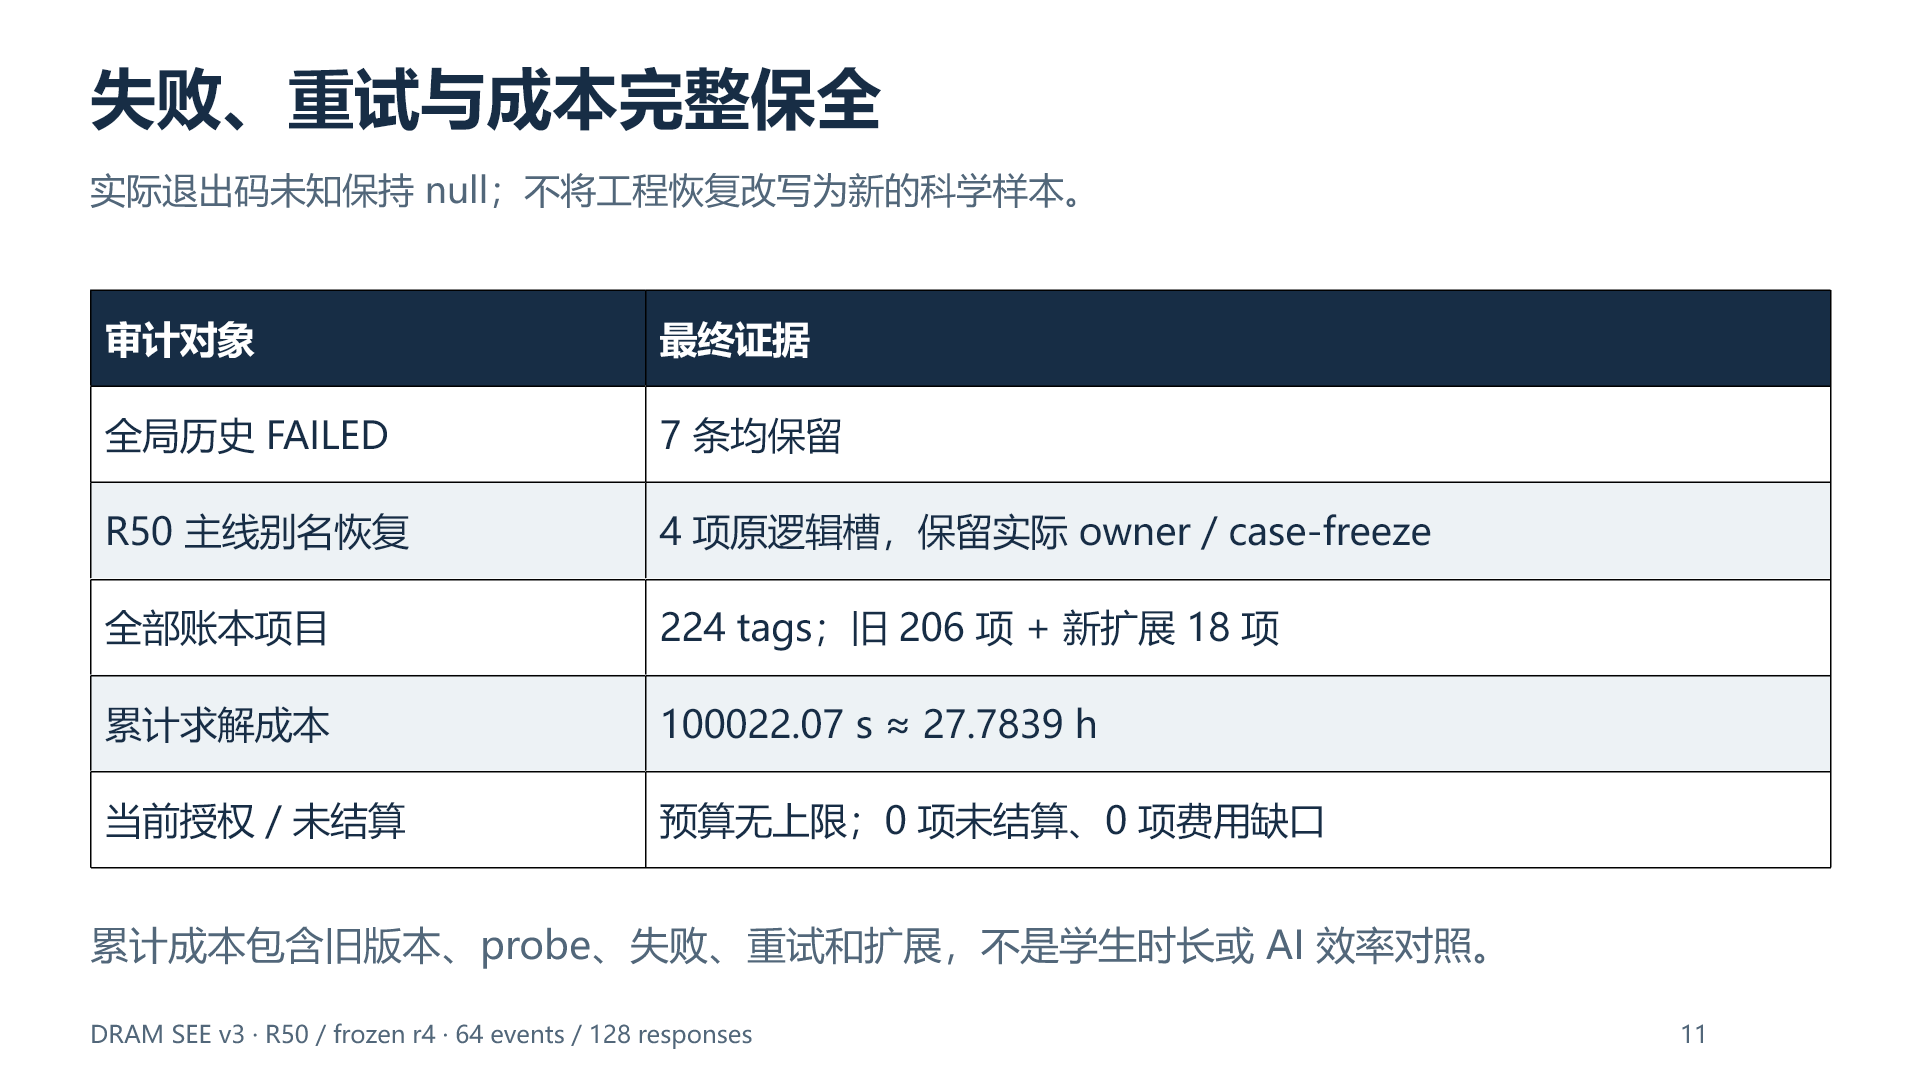 失败、重试与成本完整保全
实际退出码未知保持 null；不将工程恢复改写为新的科学样本。
审计对象 最终证据
全局历史 FAILED 7 条均保留
R50 主线别名恢复 4 项原逻辑槽，保留实际 owner / case-freeze
全部账本项目 224 tags；旧 206 项 + 新扩展 18 项
累计求解成本 100022.07 s ≈ 27.7839 h
当前授权 / 未结算 预算无上限；0 项未结算、0 项费用缺口
累计成本包含旧版本、probe、失败、重试和扩展，不是学生时长或 AI 效率对照。
DRAM SEE v3 · R50 / frozen r4 · 64 events / 128 responses 11